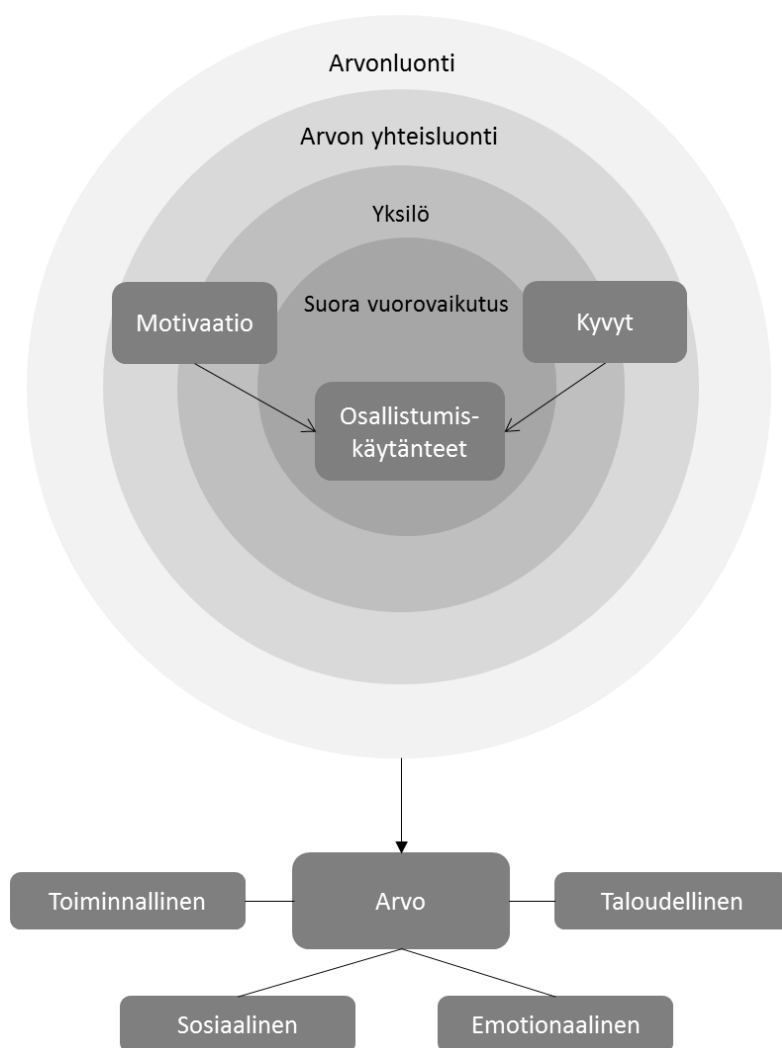 Arvonluonti
Arvon yhteisluonti
Yksilö
Suora vuorovaikutus
Motivaatio
Kyvyt
Osallistumis-
käytänteet
Toiminnallinen
Arvo
Taloudellinen
Sosiaalinen
Emotionaalinen